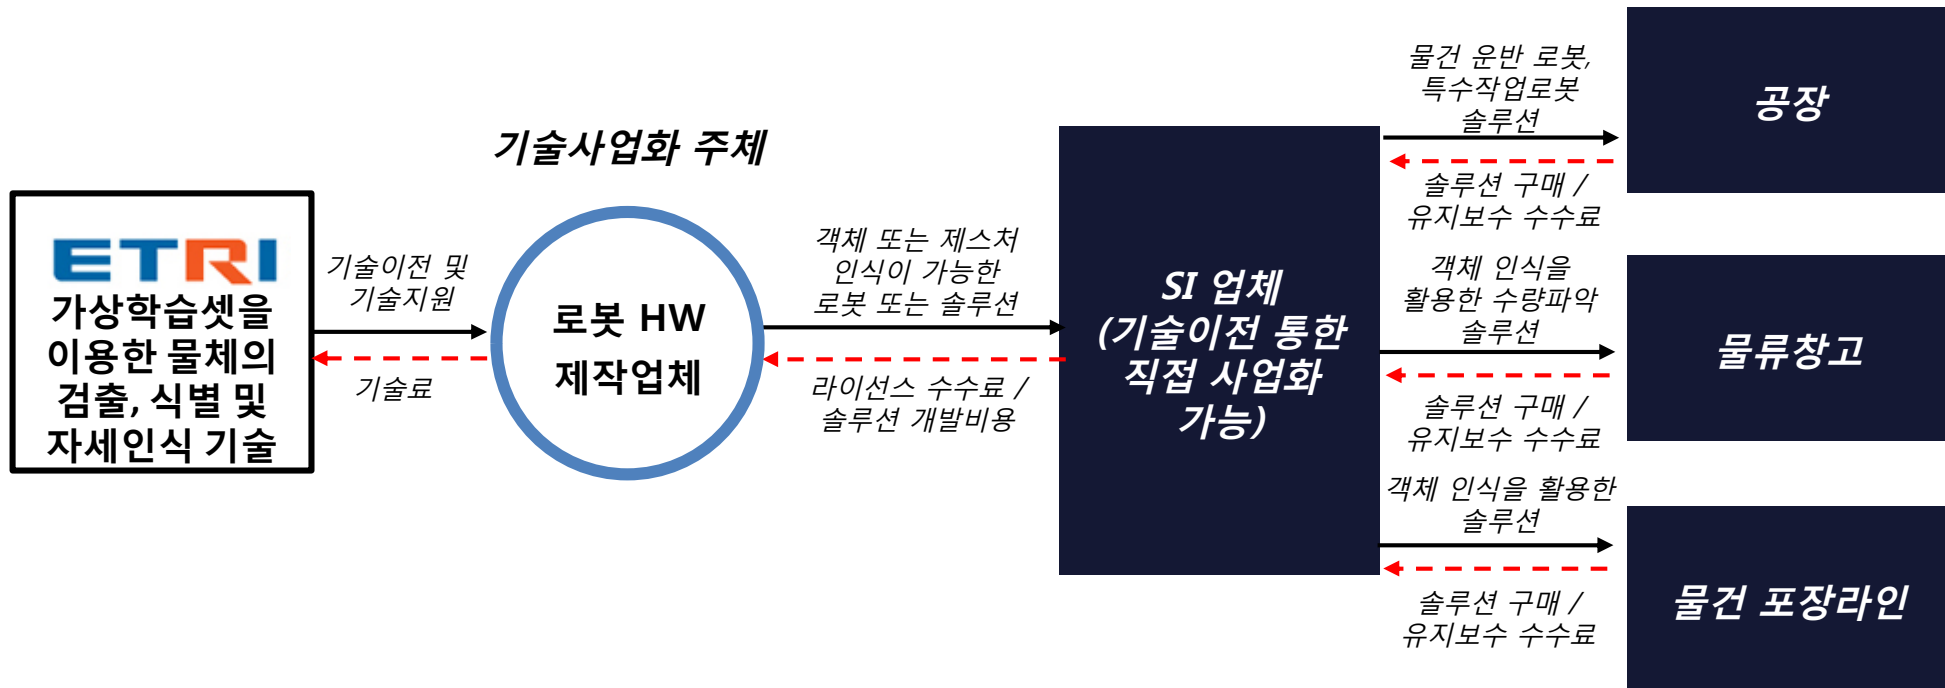 ETRI
가상학습셋을
이용한 물체의
검출, 식별 및
자세인식 기술
기술이전 및
기술지원
기술료
기술사업화 주체
로봇 HW
제작업체
객체 또는 제스처
인식이 가능한
로봇 또는 솔루션
라이선스 수수료 /
솔루션 개발비용
SI 업체
(기술이전 통한
직접 사업화
가능)
물건 운반 로봇,
특수작업로봇
솔루션
솔루션 구매 /
유지보수 수수료
공장
객체 인식을
활용한 수량파악
솔루션
솔루션 구매 /
유지보수 수수료
물류창고
객체 인식을 활용한
솔루션
솔루션 구매 /
유지보수 수수료
물건 포장라인